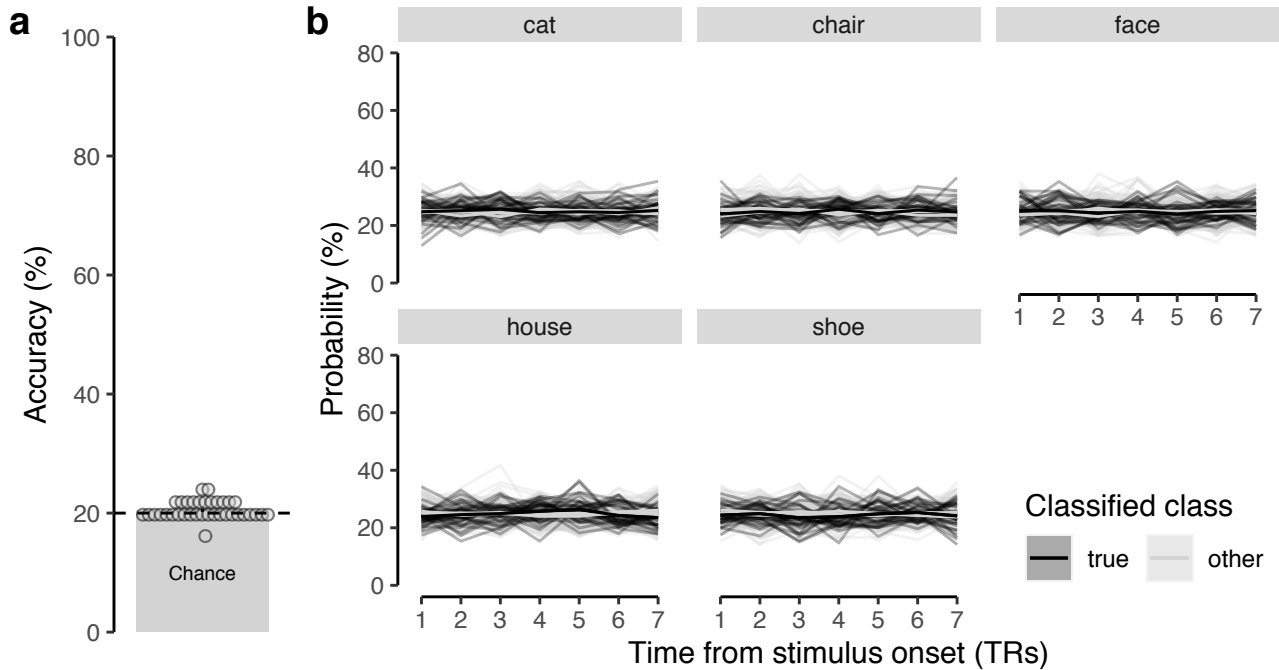 a
Accuracy (%)
100
80
60
40
20
0
Chance
b
Probability (%)
cat
chair
face
80
60
40
20
0
1 2 3 4 5 6 7
house
shoe
80
60
40
20
0
1 2 3 4 5 6 7
1 2 3 4 5 6 7
Time from stimulus onset (TRs)
Classified class
true
other